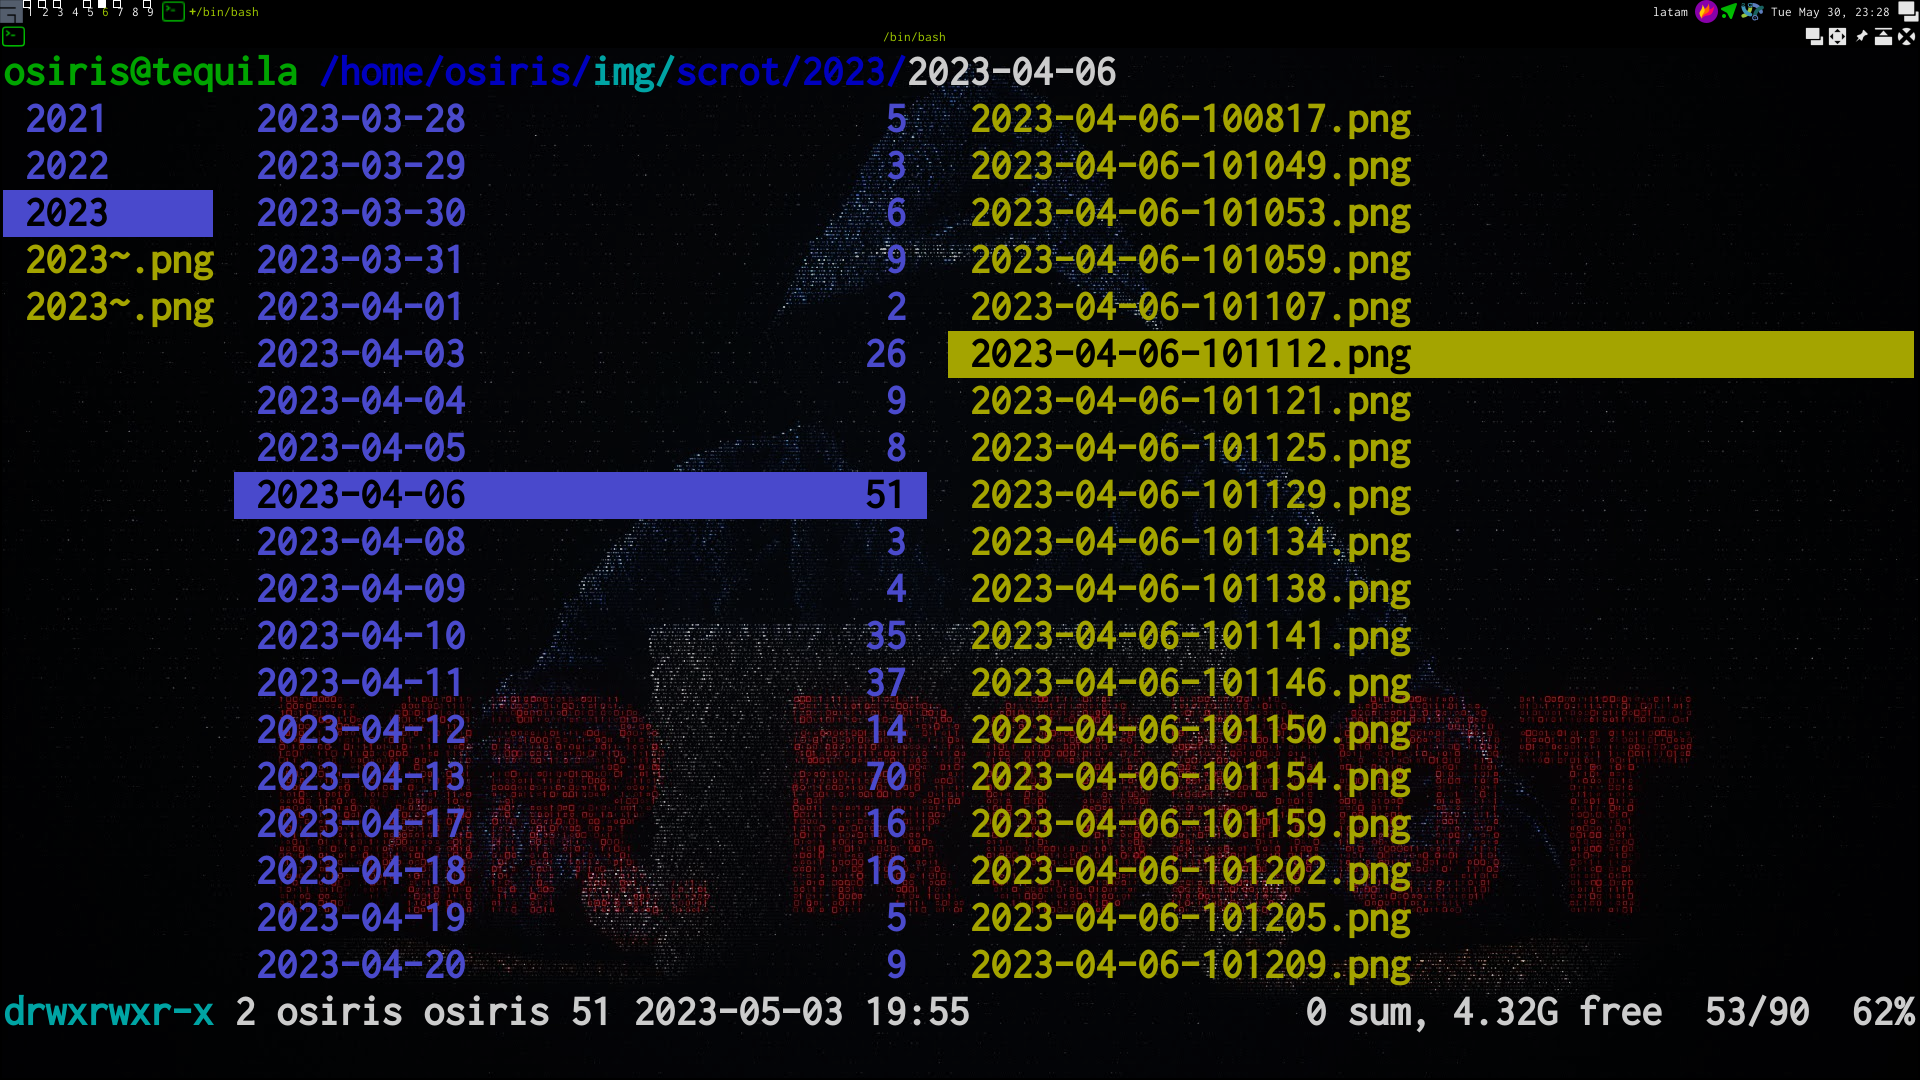 1 2 3 4 5 6 7 8 9 +/bin/bash latam Tue May 30, 23:28
/bin/bash
osiris@tequila /home/osiris/img/scrot/2023/2023-04-06
2021 2023-03-28 5 2023-04-06-100817.png
2022 2023-03-29 3 2023-04-06-101049.png
2023 2023-03-30 6 2023-04-06-101053.png
2023~.png 2023-03-31 9 2023-04-06-101059.png
2023~.png 2023-04-01 2 2023-04-06-101107.png
2023-04-03 26 2023-04-06-101112.png
2023-04-04 9 2023-04-06-101121.png
2023-04-05 8 2023-04-06-101125.png
2023-04-06 51 2023-04-06-101129.png
2023-04-08 3 2023-04-06-101134.png
2023-04-09 4 2023-04-06-101138.png
2023-04-10 35 2023-04-06-101141.png
2023-04-11 37 2023-04-06-101146.png
2023-04-12 14 2023-04-06-101150.png
2023-04-13 70 2023-04-06-101154.png
2023-04-17 16 2023-04-06-101159.png
2023-04-18 16 2023-04-06-101202.png
2023-04-19 5 2023-04-06-101205.png
2023-04-20 9 2023-04-06-101209.png
MR ROBOT
drwxrwxr-x 2 osiris osiris 51 2023-05-03 19:55 0 sum, 4.32G free 53/90 62%